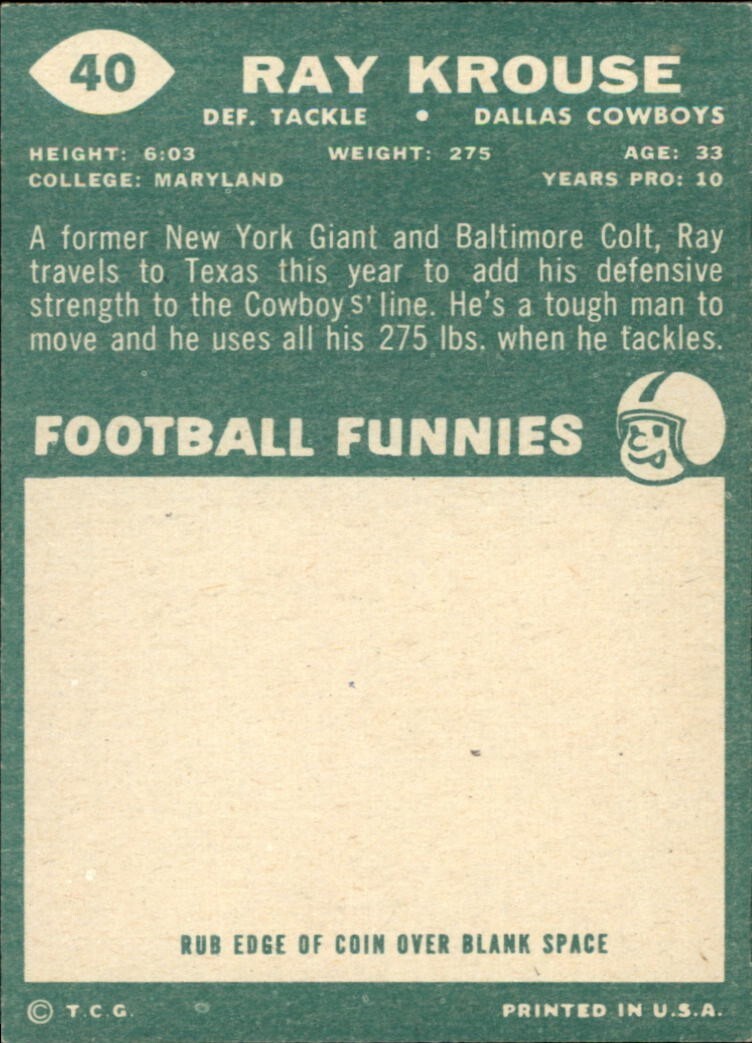 40
RAY KROUSE
DEF. TACKLE • DALLAS COWBOYS
HEIGHT: 6:03 WEIGHT: 275 AGE: 33
COLLEGE: MARYLAND YEARS PRO: 10
A former New York Giant and Baltimore Colt, Ray
travels to Texas this year to add his defensive
strength to the Cowboys' line. He's a tough man to
move and he uses all his 275 lbs. when he tackles.
FOOTBALL FUNNIES
RUB EDGE OF COIN OVER BLANK SPACE
© T.C.G. PRINTED IN U.S.A.